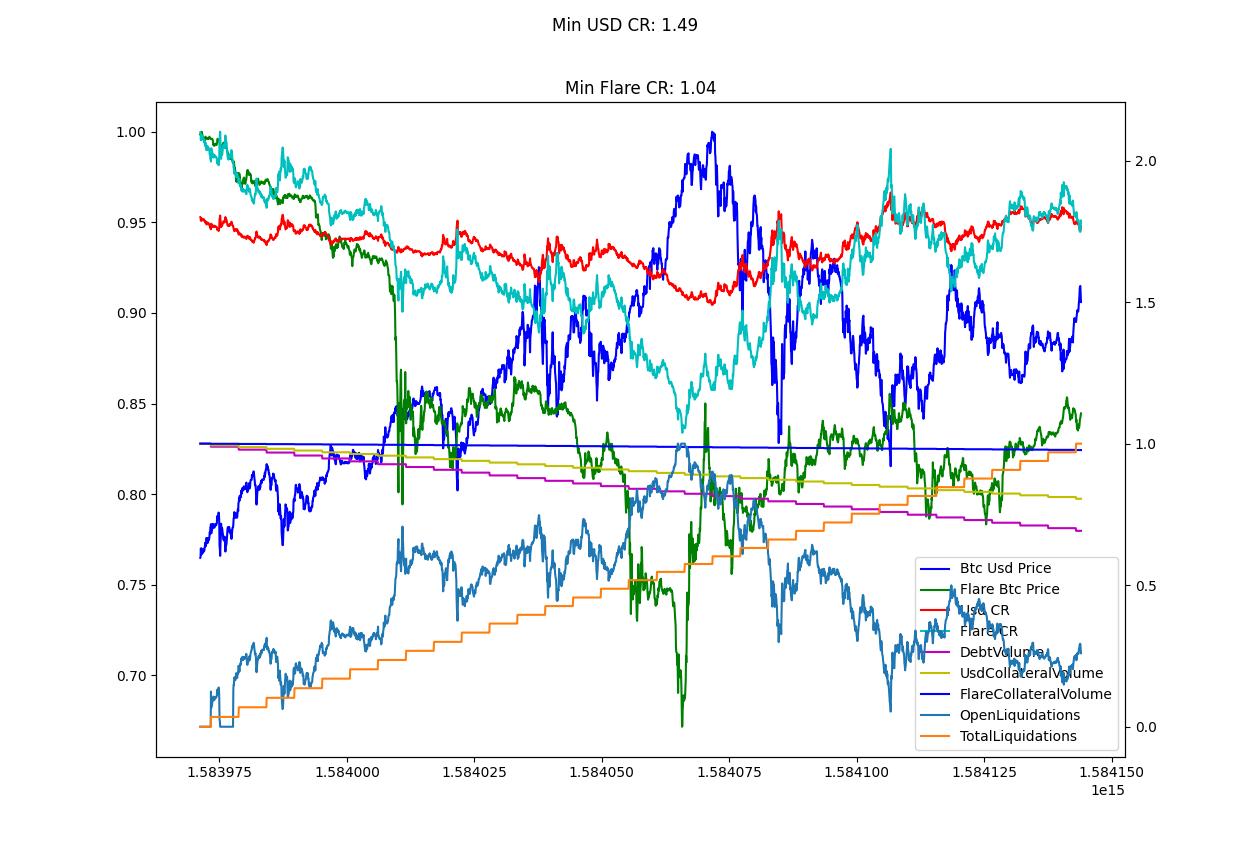 Min USD CR: 1.49
Min Flare CR: 1.04
1.00
0.95
0.90
0.85
0.80
0.75
0.70
2.0
1.5
1.0
0.5
0.0
Btc Usd Price
Flare Btc Price
Usd CR
Flare CR
DebtVolume
UsdCollateralVolume
FlareCollateralVolume
OpenLiquidations
TotalLiquidations
1.583975 1.584000 1.584025 1.584050 1.584075 1.584100 1.584125 1.584150
1e15